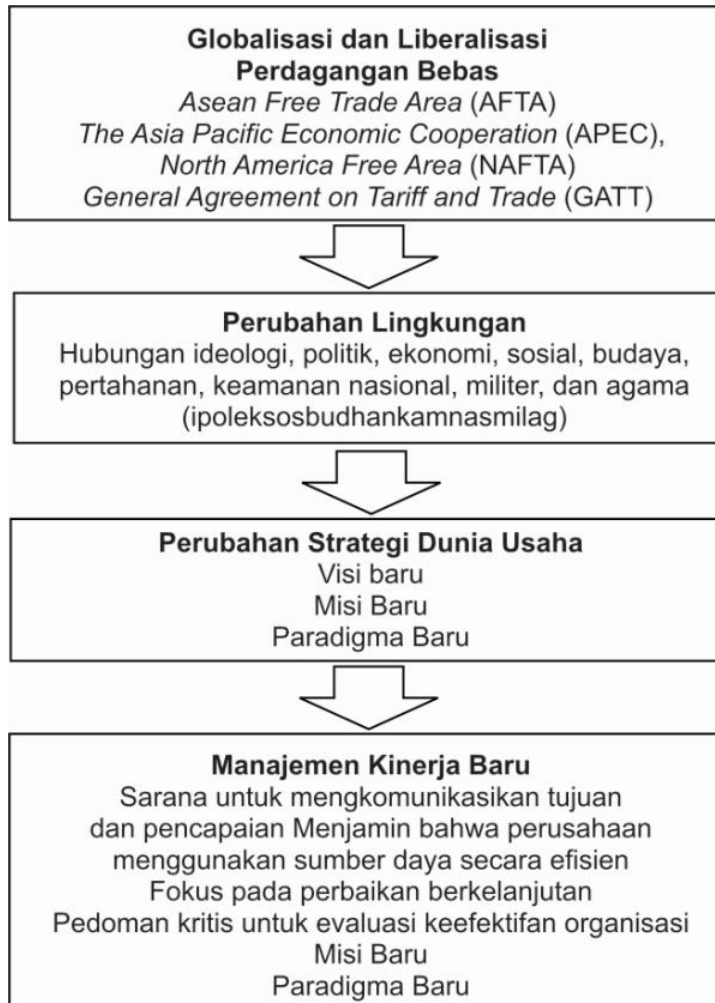 Globalisasi dan Liberalisasi
Perdagangan Bebas
Asean Free Trade Area (AFTA)
The Asia Pacific Economic Cooperation (APEC),
North America Free Area (NAFTA)
General Agreement on Tariff and Trade (GATT)
Perubahan Lingkungan
Hubungan ideologi, politik, ekonomi, sosial, budaya,
pertahanan, keamanan nasional, militer, dan agama
(ipoleksosbudhankamnasmilag)
Perubahan Strategi Dunia Usaha
Visi baru
Misi Baru
Paradigma Baru
Manajemen Kinerja Baru
Sarana untuk mengkomunikasikan tujuan
dan pencapaian Menjamin bahwa perusahaan
menggunakan sumber daya secara efisien
Fokus pada perbaikan berkelanjutan
Pedoman kritis untuk evaluasi keefektifan organisasi
Misi Baru
Paradigma Baru